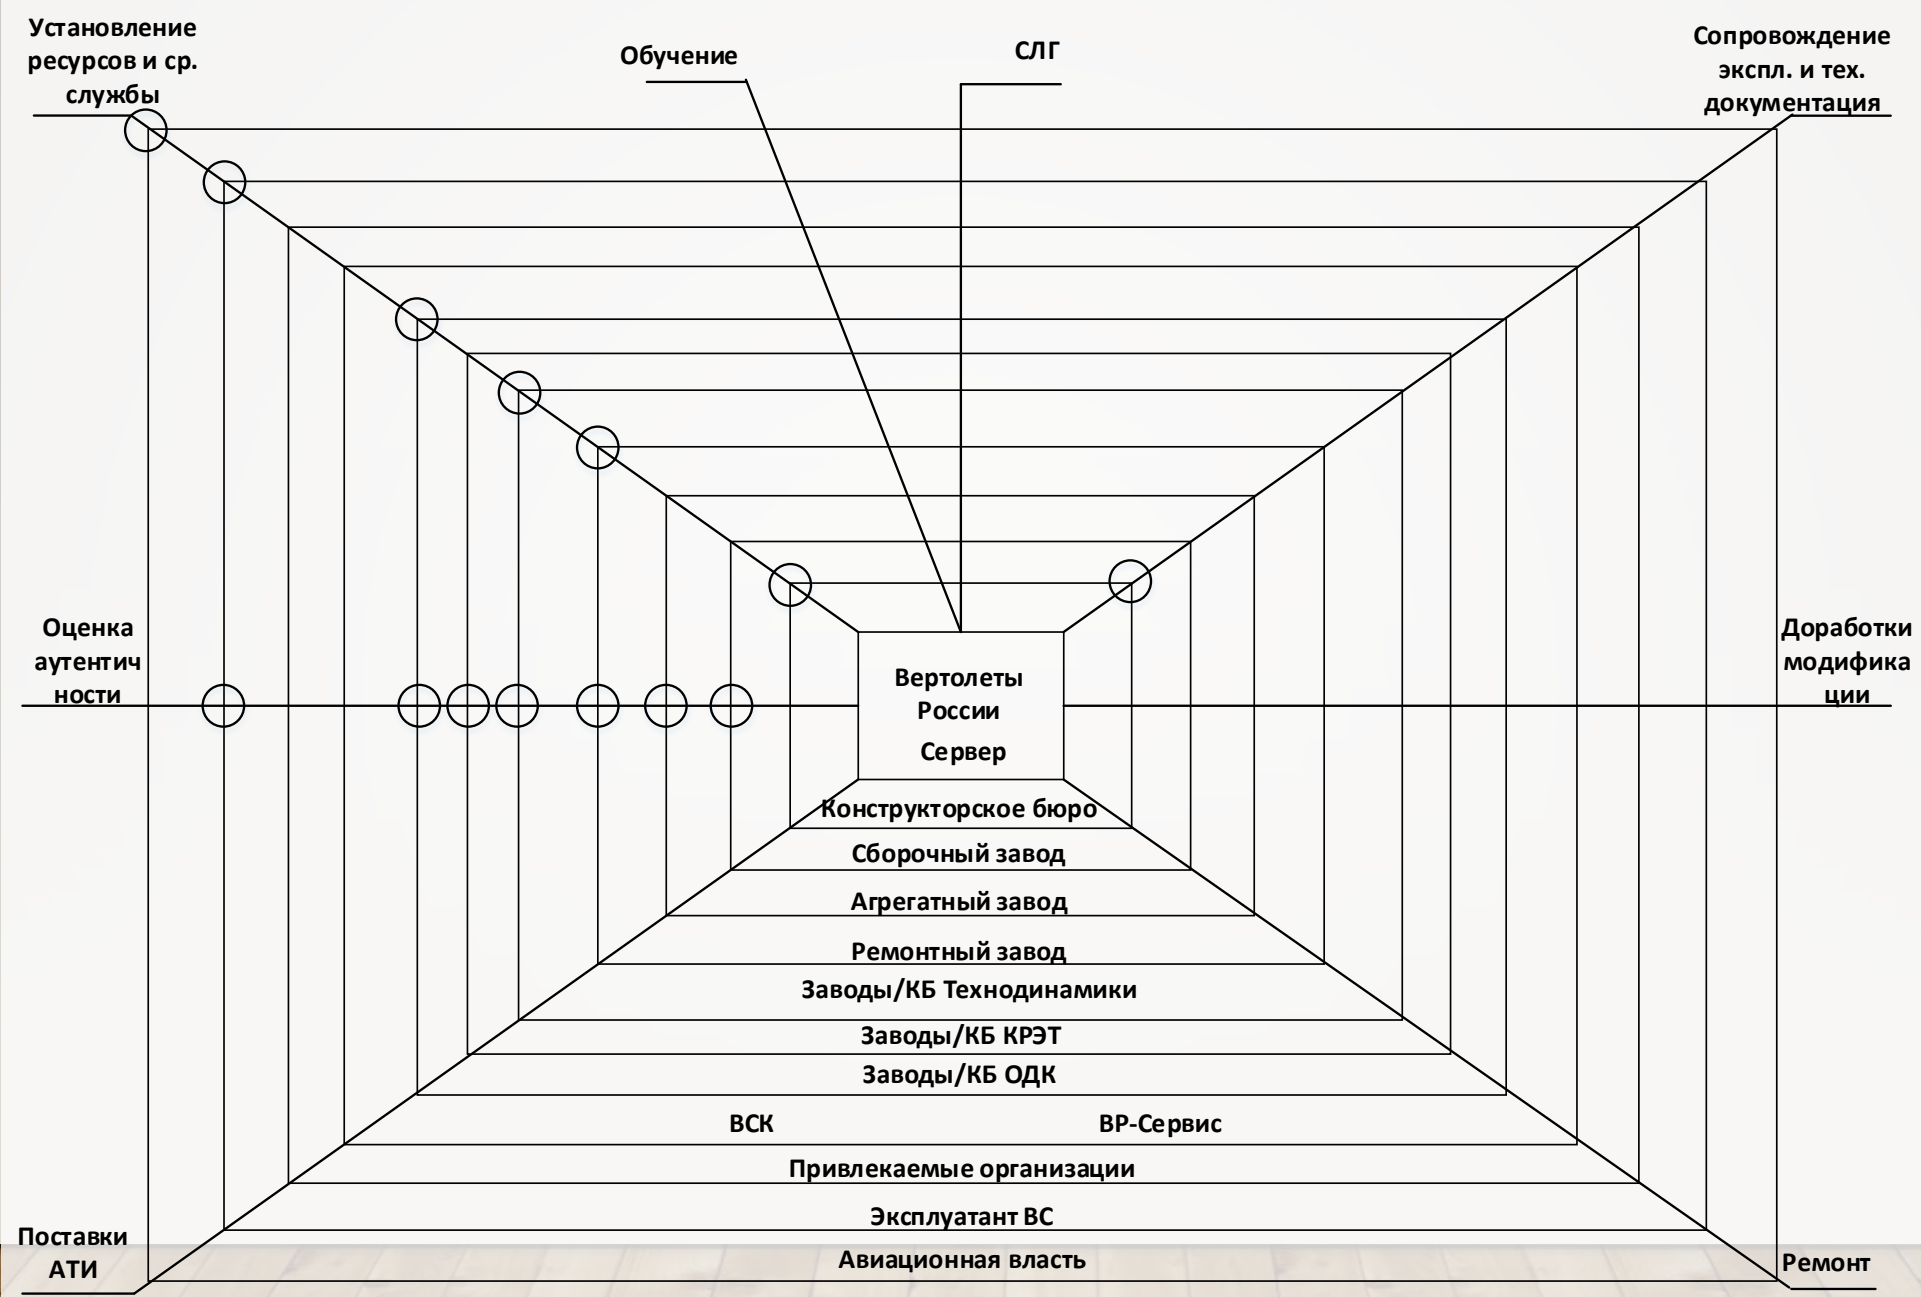 Установление
ресурсов и ср.
службы
Обучение
СЛГ
Сопровождение
экспл. и тех.
документация
Оценка
аутентич
ности
Доработки
модифика
ции
Вертолеты
России
Сервер
Конструкторское бюро
Сборочный завод
Агрегатный завод
Ремонтный завод
Заводы/КБ Технодинамики
Заводы/КБ КРЭТ
Заводы/КБ ОДК
ВСК
ВР-Сервис
Привлекаемые организации
Эксплуатант ВС
Авиационная власть
Поставки
АТИ
Ремонт